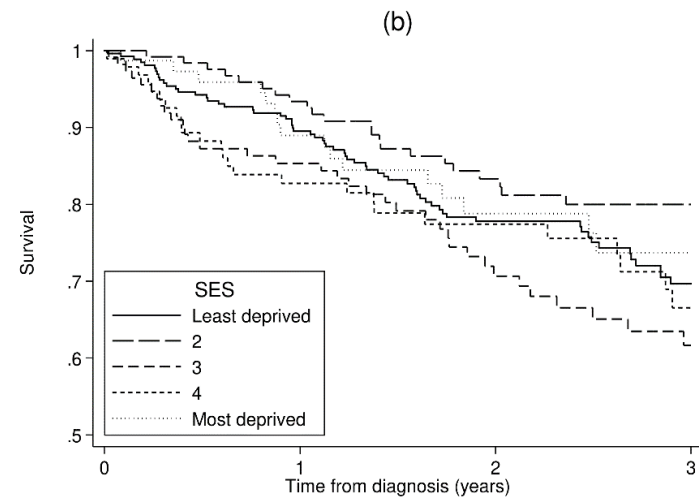 (b)
1
.9
.8
.7
.6
.5
Survival
SES
Least deprived
2
3
4
Most deprived
0 1 2 3
Time from diagnosis (years)